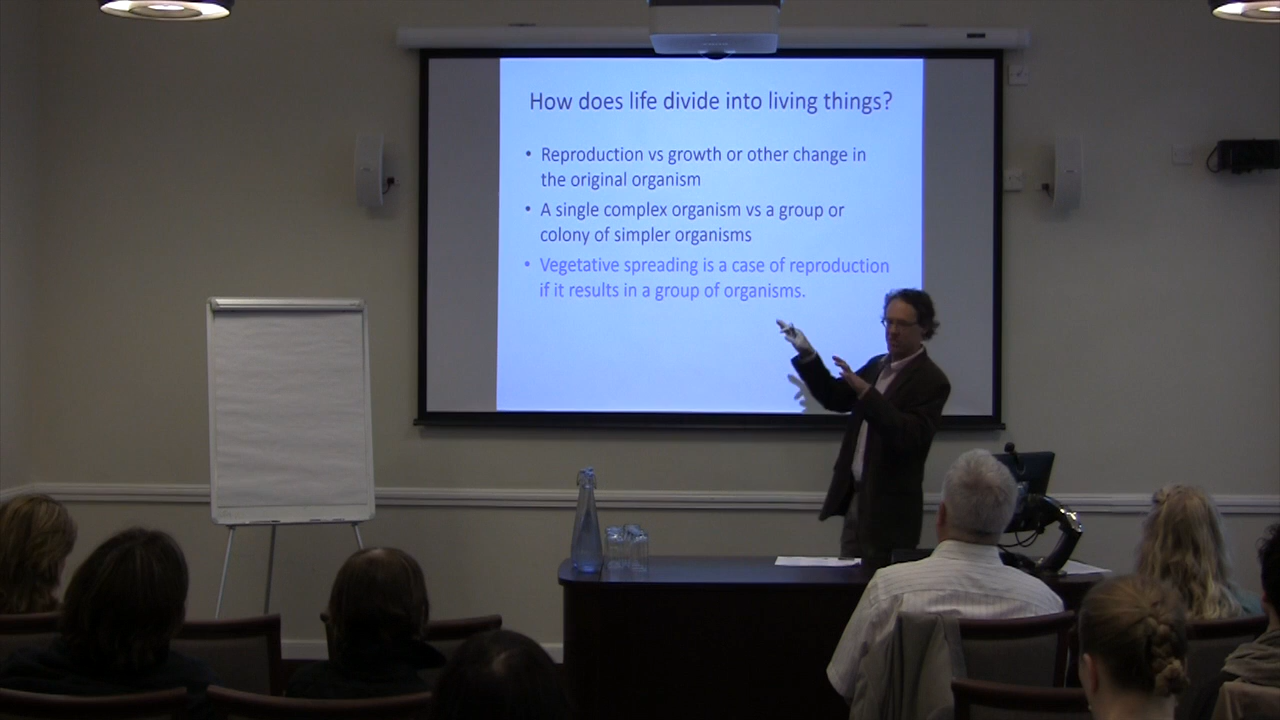 How does life divide into living things?
• Reproduction vs growth or other change in
the original organism
• A single complex organism vs a group or
colony of simpler organisms
• Vegetative spreading is a case of reproduction
if it results in a group of organisms.